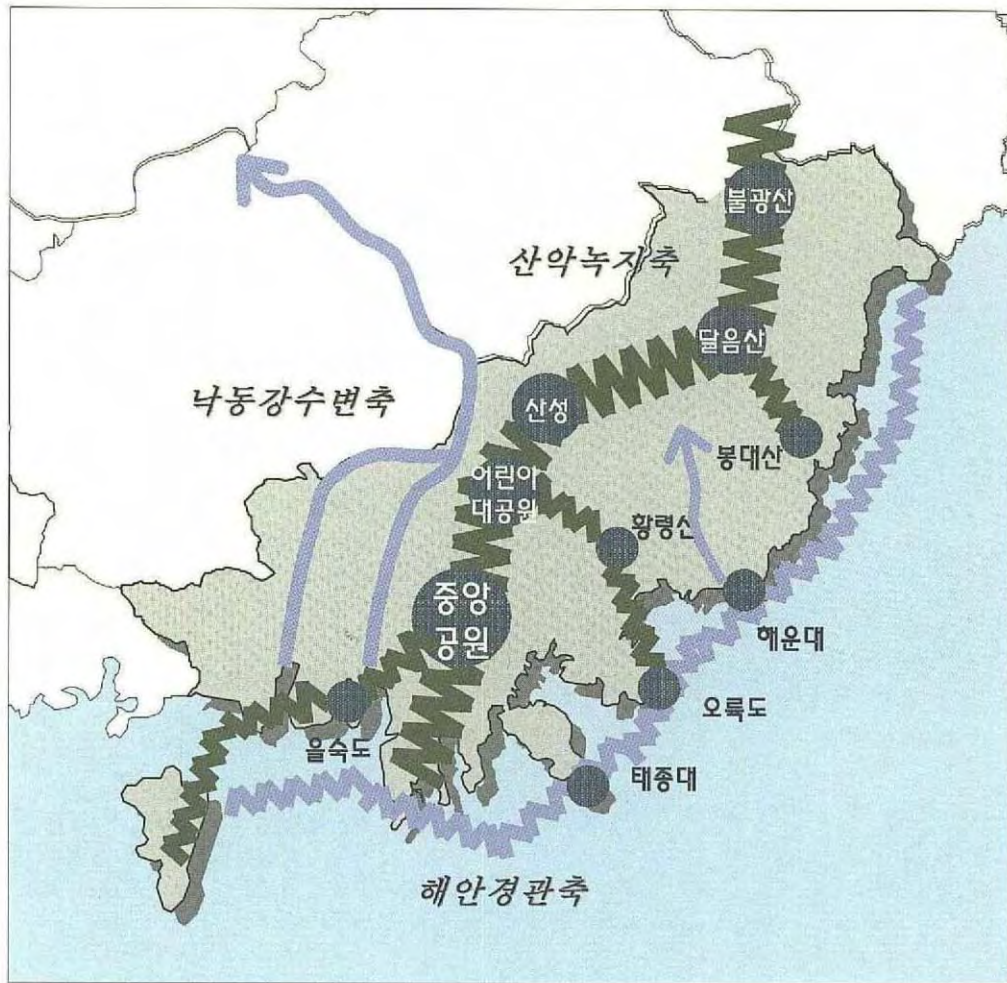 불광산
산악녹지축
달음산
낙동강수변축
산성
봉대산
어린이
대공원
황령산
중앙
공원
해운대
오륙도
을숙도
태종대
해안경관축